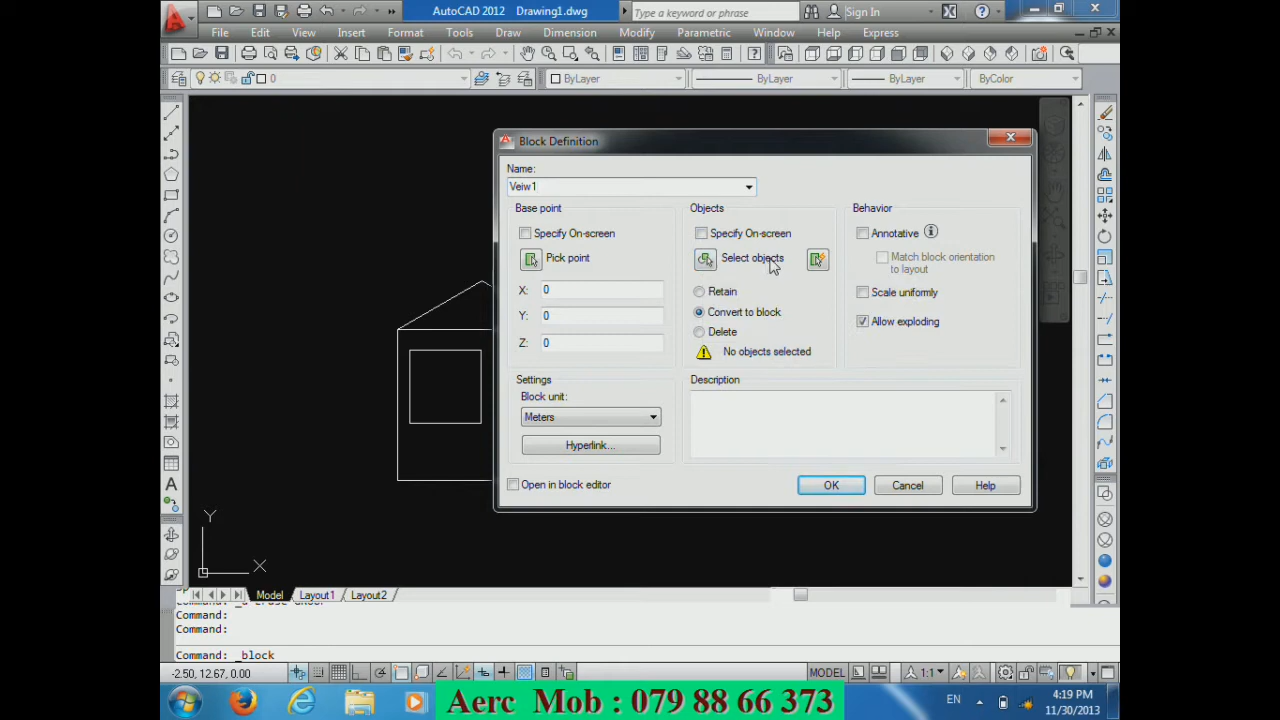 AutoCAD 2012 Drawing1.dwg
Type a keyword or phrase
Sign In
File Edit View Insert Format Tools Draw Dimension Modify Parametric Window Help Express
0 ByLayer ByLayer ByLayer ByColor
Block Definition
Name:
Veiw1
Base point
Specify On-screen
Pick point
X: 0
Y: 0
Z: 0
Objects
Specify On-screen
Select objects
Retain
Convert to block
Delete
No objects selected
Behavior
Annotative
Match block orientation
to layout
Scale uniformly
Allow exploding
Settings
Block unit:
Meters
Hyperlink...
Description
Open in block editor
OK Cancel Help
Y
X
Model Layout1 Layout2
Command:
Command:
Command: _block
-2.50, 12.67, 0.00 MODEL 1:1
Aerc Mob : 079 88 66 373
EN
4:19 PM
11/30/2013